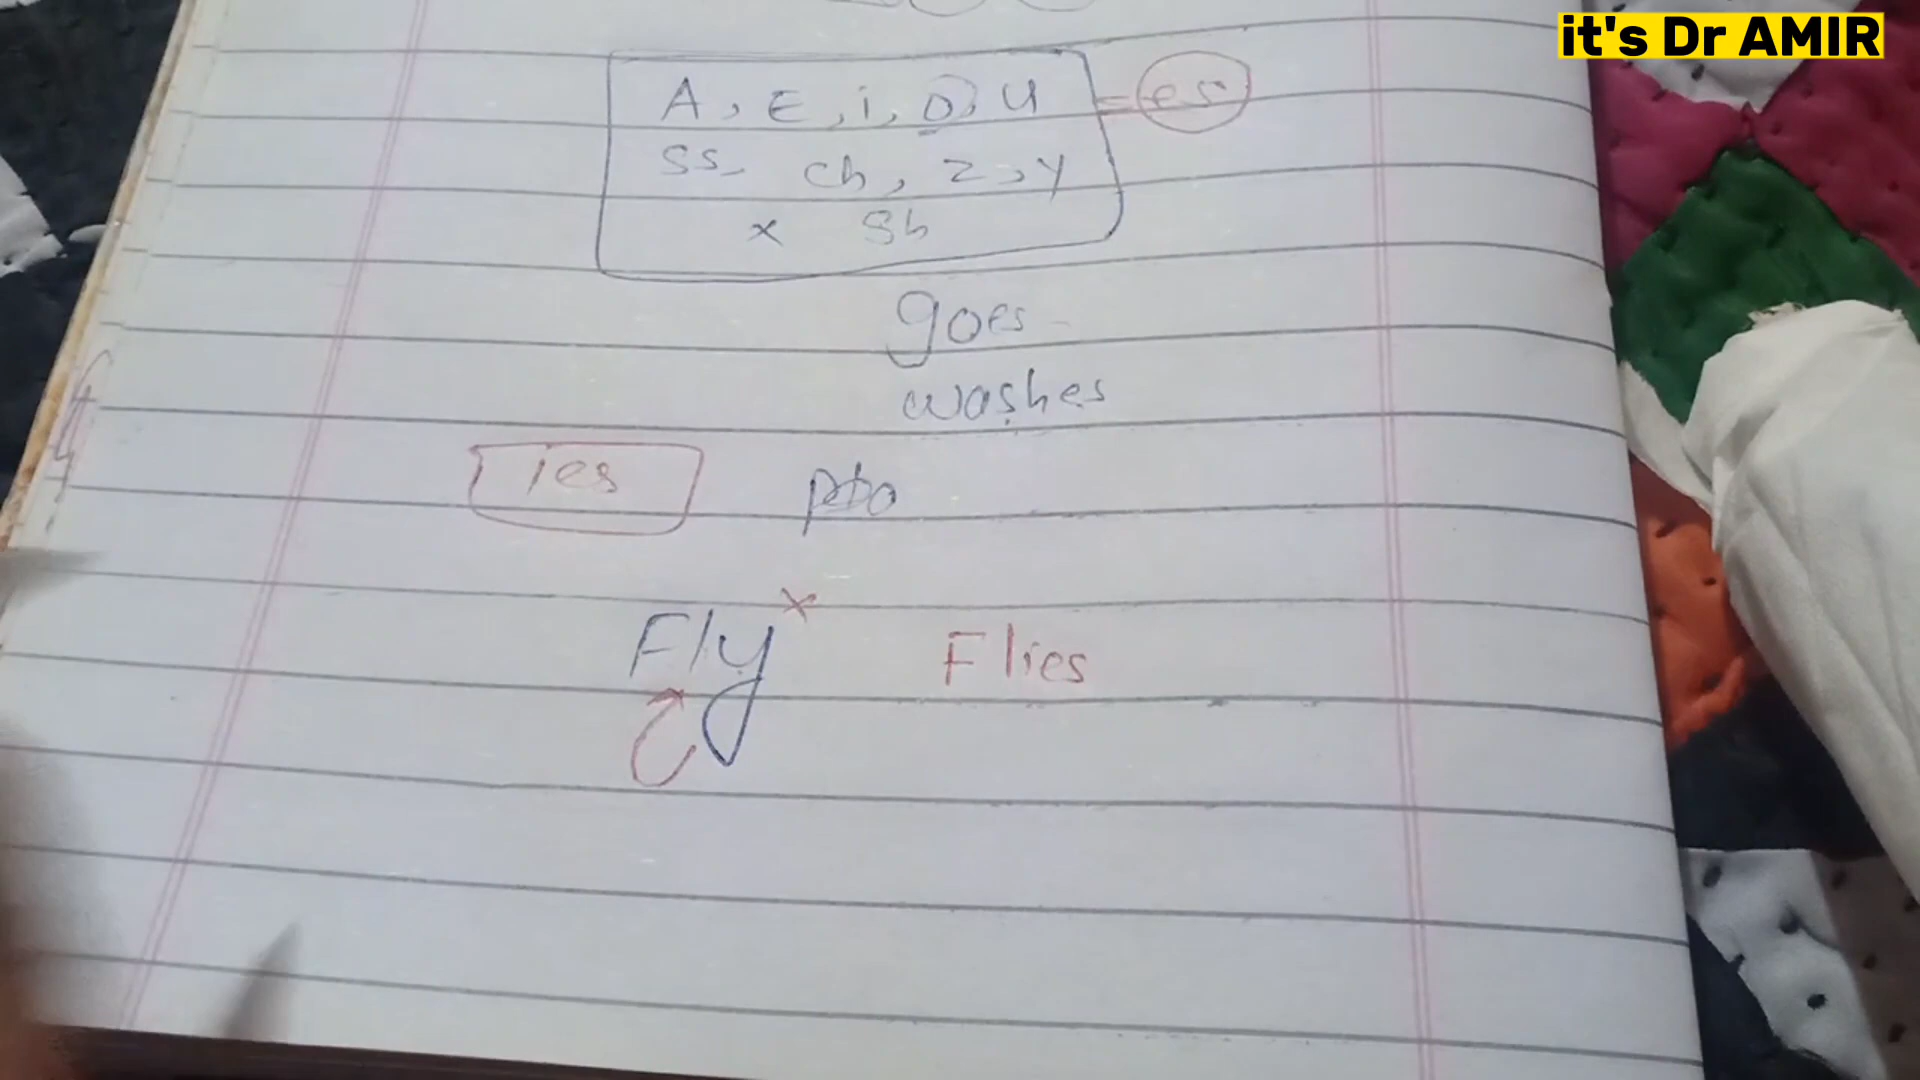 it's Dr AMIR
A, E, i, O, U = es
ss, ch, z, y
x sh
goes
washes
ies
Fly x Flies